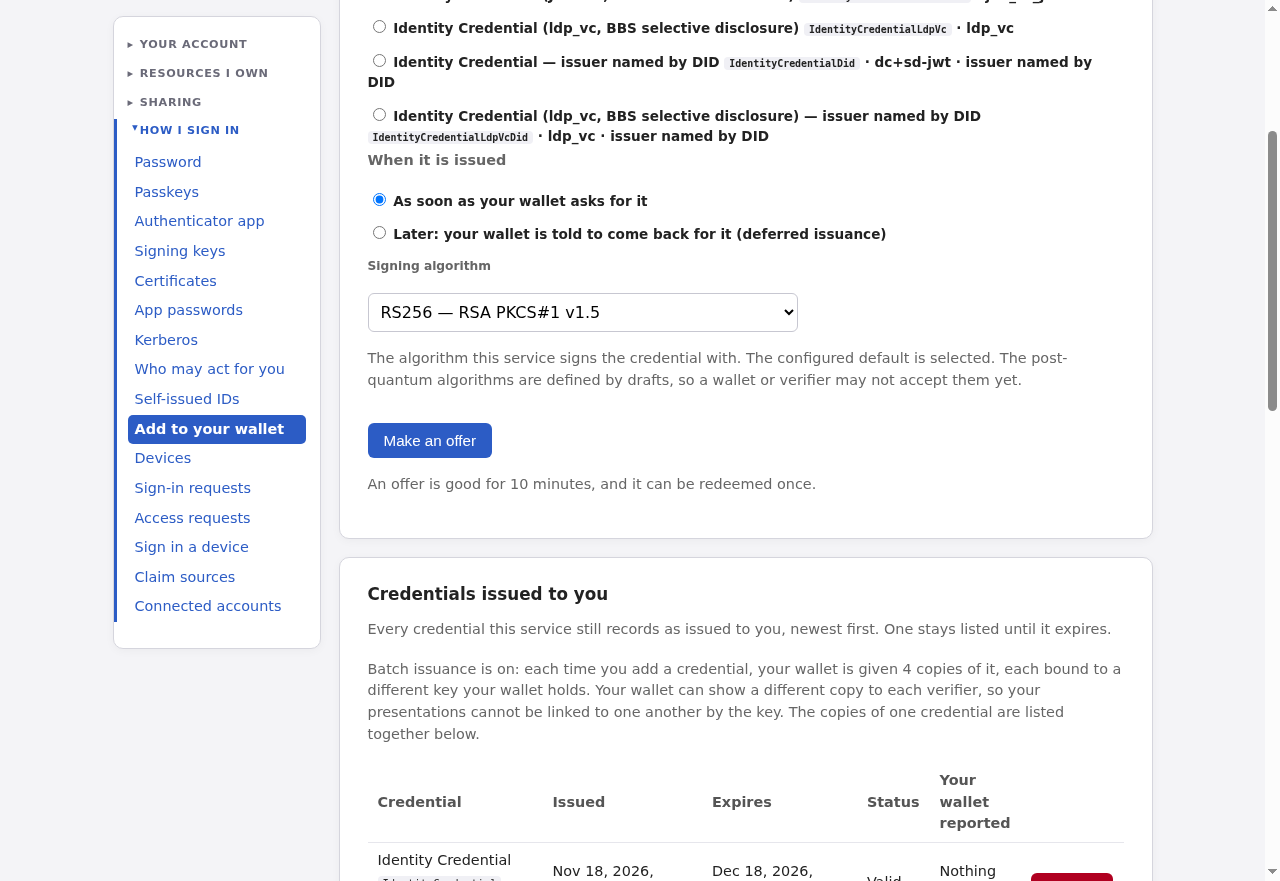 ▸ YOUR ACCOUNT
▸ RESOURCES I OWN
▸ SHARING
▾ HOW I SIGN IN
Password
Passkeys
Authenticator app
Signing keys
Certificates
App passwords
Kerberos
Who may act for you
Self-issued IDs
Add to your wallet
Devices
Sign-in requests
Access requests
Sign in a device
Claim sources
Connected accounts
Identity Credential (ldp_vc, BBS selective disclosure) IdentityCredentialLdpVc · ldp_vc
Identity Credential — issuer named by DID IdentityCredentialDid · dc+sd-jwt · issuer named by
DID
Identity Credential (ldp_vc, BBS selective disclosure) — issuer named by DID
IdentityCredentialLdpVcDid · ldp_vc · issuer named by DID
When it is issued
As soon as your wallet asks for it
Later: your wallet is told to come back for it (deferred issuance)
Signing algorithm
RS256 — RSA PKCS#1 v1.5
The algorithm this service signs the credential with. The configured default is selected. The post-
quantum algorithms are defined by drafts, so a wallet or verifier may not accept them yet.
Make an offer
An offer is good for 10 minutes, and it can be redeemed once.
Credentials issued to you
Every credential this service still records as issued to you, newest first. One stays listed until it expires.
Batch issuance is on: each time you add a credential, your wallet is given 4 copies of it, each bound to a
different key your wallet holds. Your wallet can show a different copy to each verifier, so your
presentations cannot be linked to one another by the key. The copies of one credential are listed
together below.
Credential Issued Expires Status Your wallet reported
Identity Credential
Nov 18, 2026, Dec 18, 2026, Valid Nothing